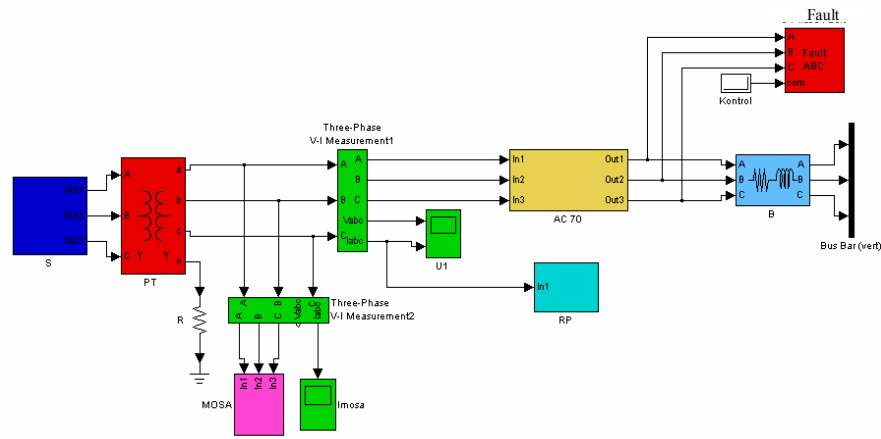 Fault
A
B
C
com
Fault
ABC
Kontrol
Three-Phase
V-I Measurement1
A
B
C
A
B
C
Vabc
Iabc
U1
In1
In2
In3
Out1
Out2
Out3
AC 70
A
B
C
A
B
C
B
Bus Bar (vert)
Out1
Out2
Out3
S
A
B
C
a
b
c
n
Y
Y
PT
R
In1
RP
A
B
C
A
B
C
Vabc
Iabc
Three-Phase
V-I Measurement2
In1
In2
In3
MOSA
Imosa